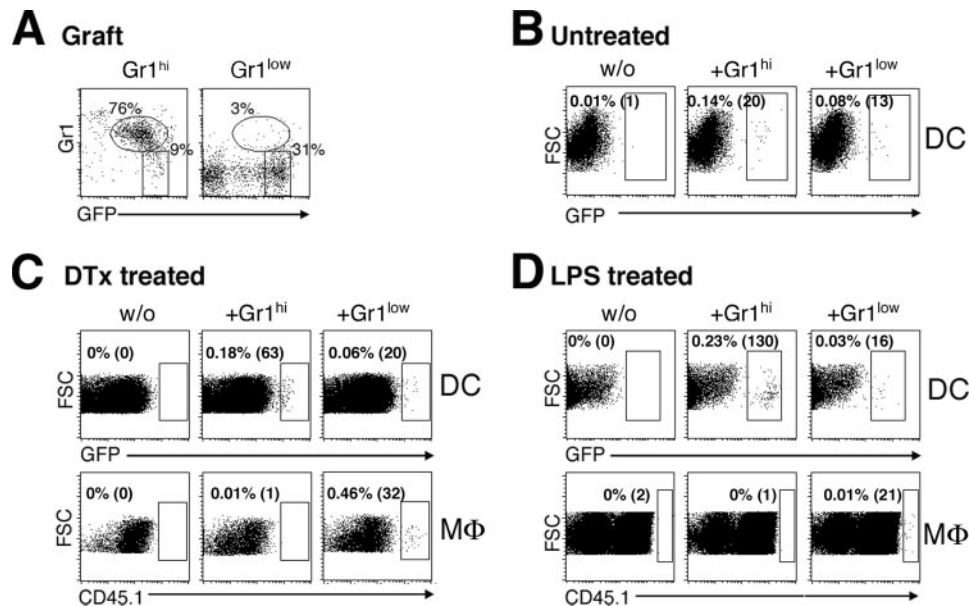 A Graft
Gr1hi Gr1low
76% 3%
9% 31%
Gr1
GFP
B Untreated
w/o +Gr1hi +Gr1low
0.01% (1) 0.14% (20) 0.08% (13)
FSC DC
GFP
C DTx treated
w/o +Gr1hi +Gr1low
0% (0) 0.18% (63) 0.06% (20)
FSC DC
GFP
0% (0) 0.01% (1) 0.46% (32)
FSC MΦ
CD45.1
D LPS treated
w/o +Gr1hi +Gr1low
0% (0) 0.23% (130) 0.03% (16)
FSC DC
GFP
0% (2) 0% (1) 0.01% (21)
FSC MΦ
CD45.1